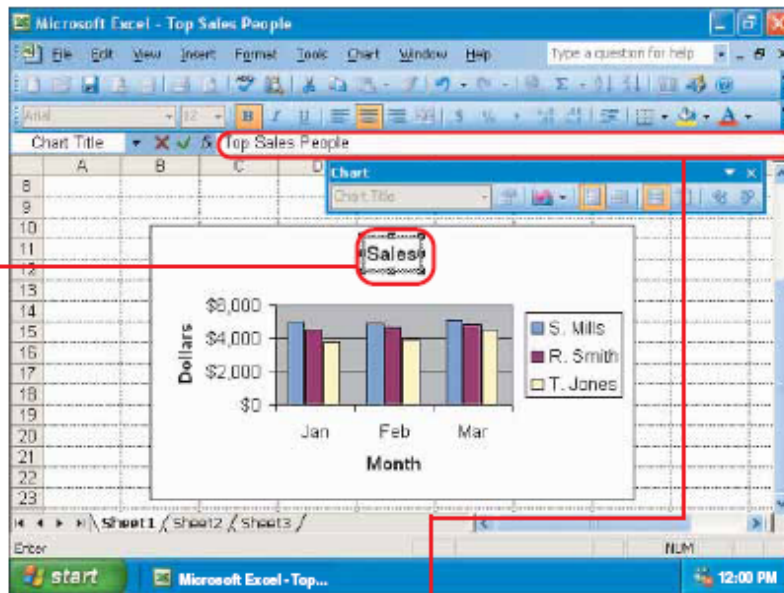 Microsoft Excel - Top Sales People
File Edit View Insert Format Tools Chart Window Help Type a question for help
Arial 12 B I U $ %
Chart Title fx Top Sales People
A B C D
Chart
Chart Title
8
9
10
11
12
13
14
15
16
17
18
19
20
21
22
23
Sales
Dollars
$8,000
$4,000
$2,000
$0
Jan Feb Mar
Month
S. Mills
R. Smith
T. Jones
Sheet1 Sheet2 Sheet3
Enter NUM
start Microsoft Excel - Top... 12:00 PM